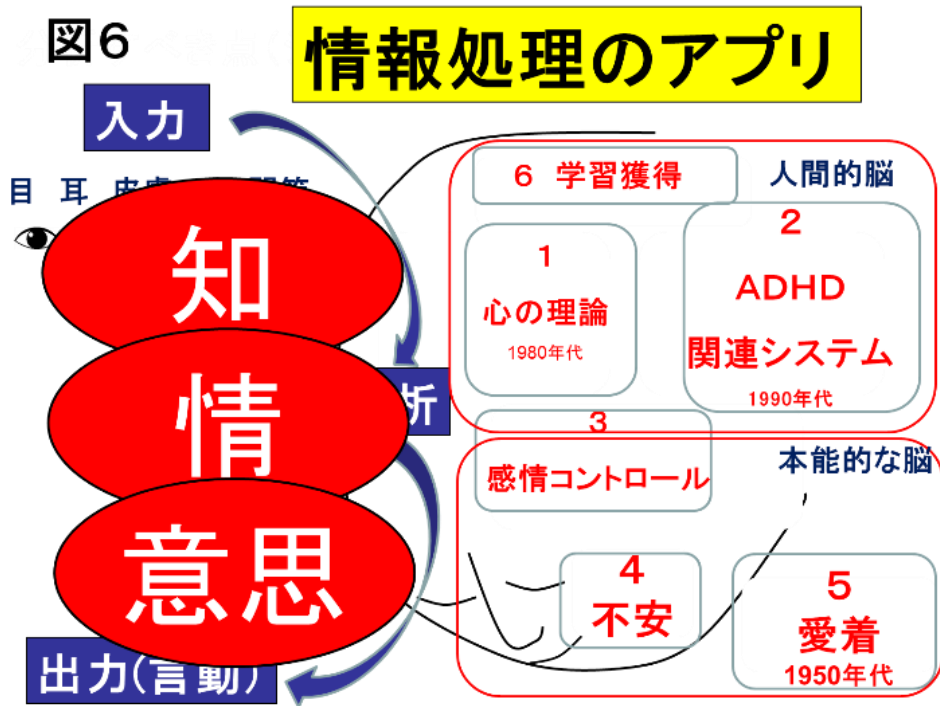 図６
情報処理のアプリ
入力
目 耳 皮膚
知
情
意思
析
出力(言動)
人間的脳
６ 学習獲得
１
心の理論
1980年代
２
ＡＤＨＤ
関連システム
1990年代
３
感情コントロール
本能的な脳
４
不安
５
愛着
1950年代